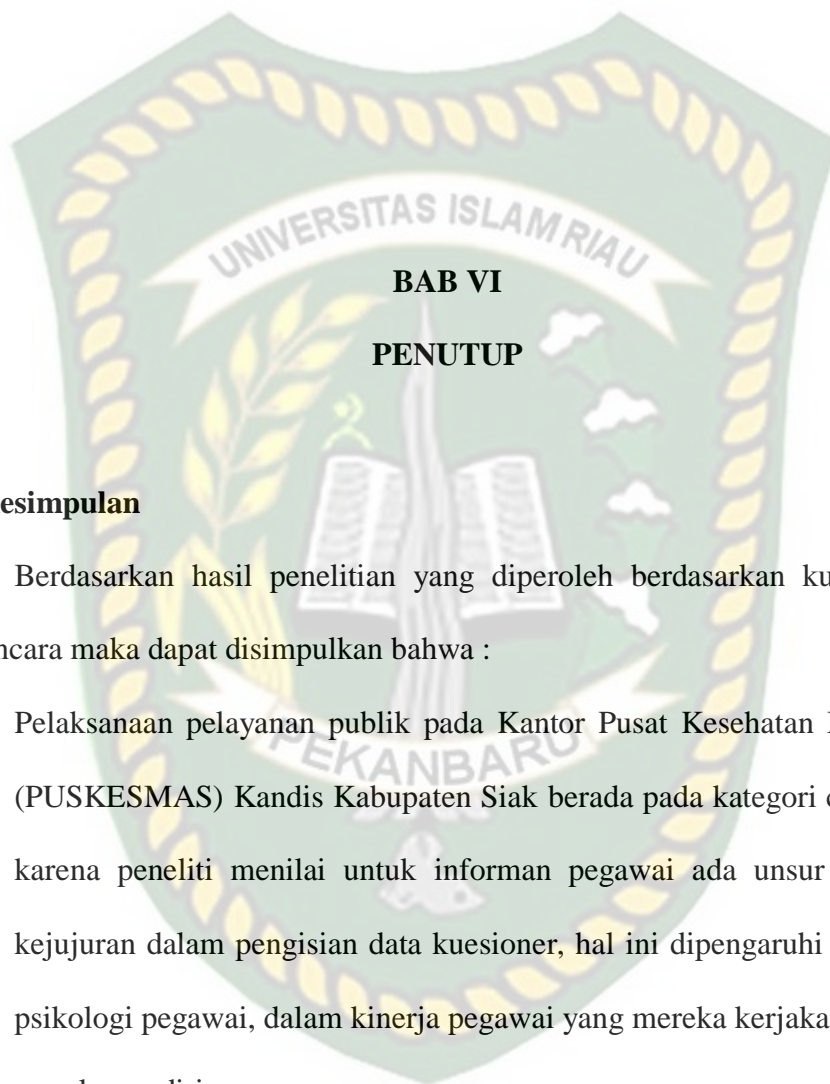 UNIVERSITAS ISLAM RIAU
BAB VI
PENUTUP
esimpulan
Berdasarkan hasil penelitian yang diperoleh berdasarkan ku
ncara maka dapat disimpulkan bahwa :
Pelaksanaan pelayanan publik pada Kantor Pusat Kesehatan
PEKANBARU
(PUSKESMAS) Kandis Kabupaten Siak berada pada kategori
karena peneliti menilai untuk informan pegawai ada unsur
kejujuran dalam pengisian data kuesioner, hal ini dipengaruhi
psikologi pegawai, dalam kinerja pegawai yang mereka kerjaka